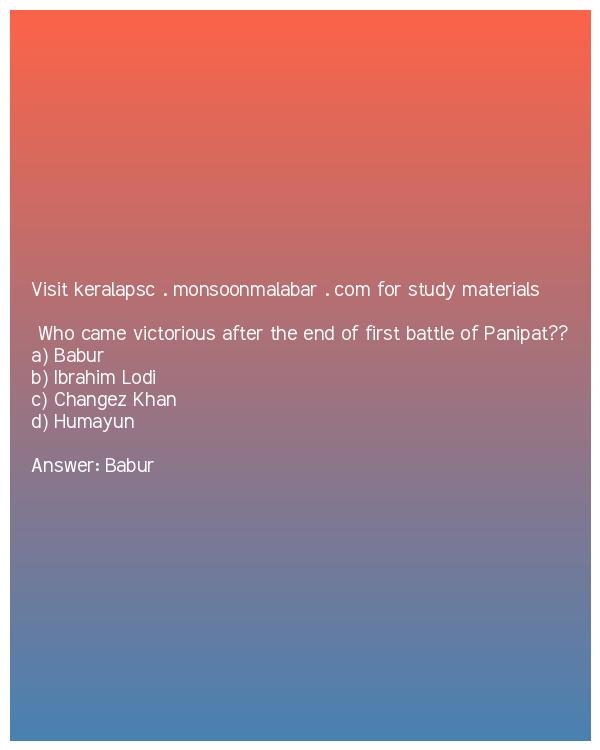 Visit keralapsc . monsoonmalabar . com for study materials
Who came victorious after the end of first battle of Panipat??
a) Babur
b) Ibrahim Lodi
c) Changez Khan
d) Humayun
Answer: Babur